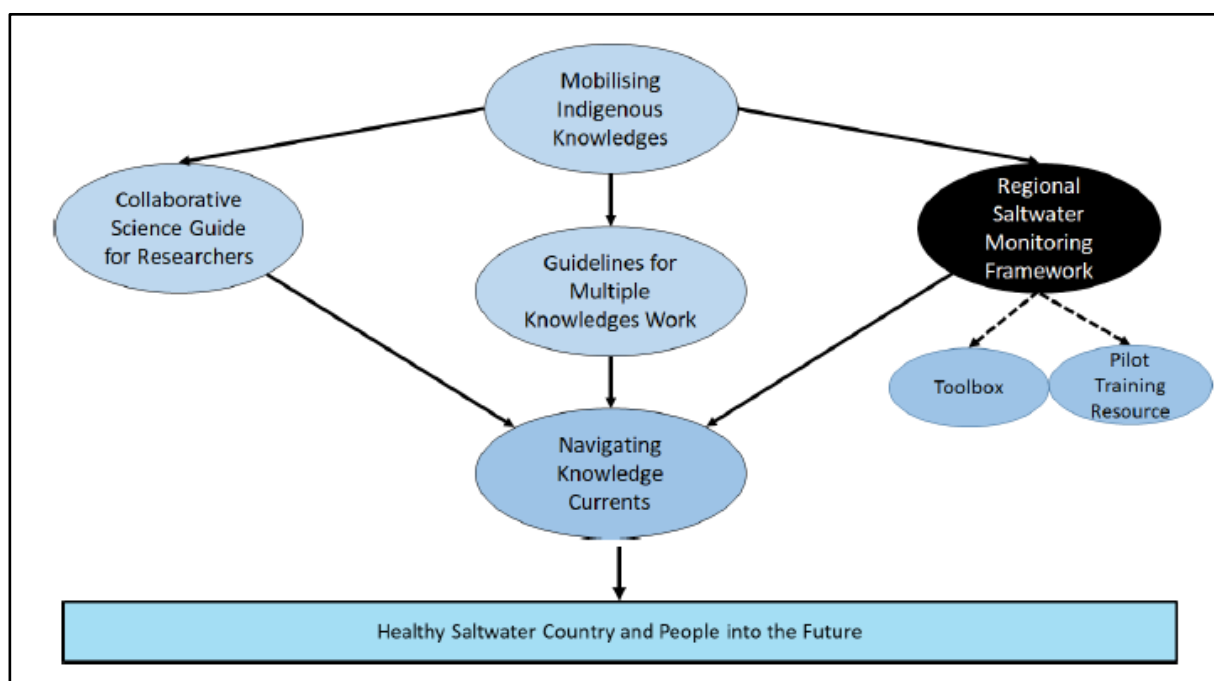 Mobilising
Indigenous
Knowledges
Collaborative
Science Guide
for Researchers
Guidelines for
Multiple
Knowledges Work
Regional
Saltwater
Monitoring
Framework
Toolbox
Pilot
Training
Resource
Navigating
Knowledge
Currents
Healthy Saltwater Country and People into the Future